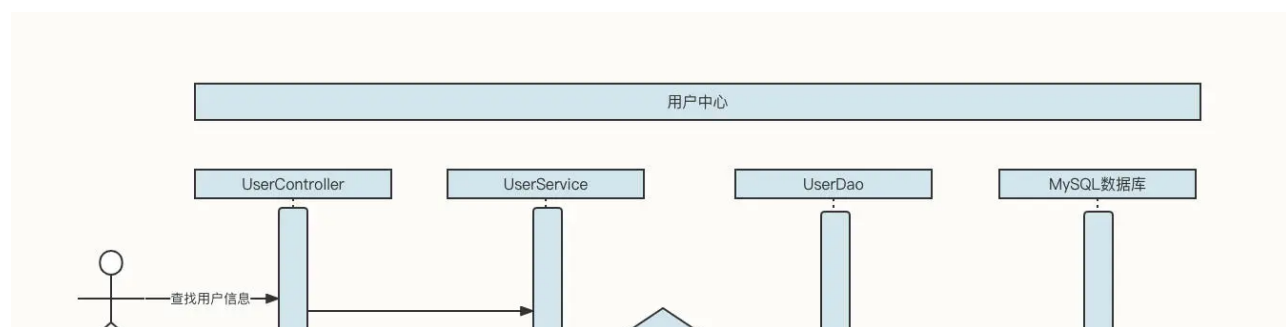 用户中心
UserController
UserService
UserDao
MySQL数据库
查找用户信息